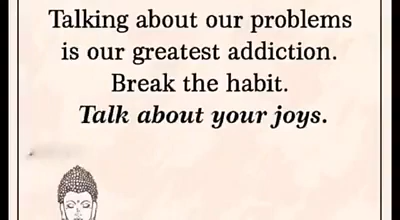 Talking about our problems
is our greatest addiction.
Break the habit.
Talk about your joys.